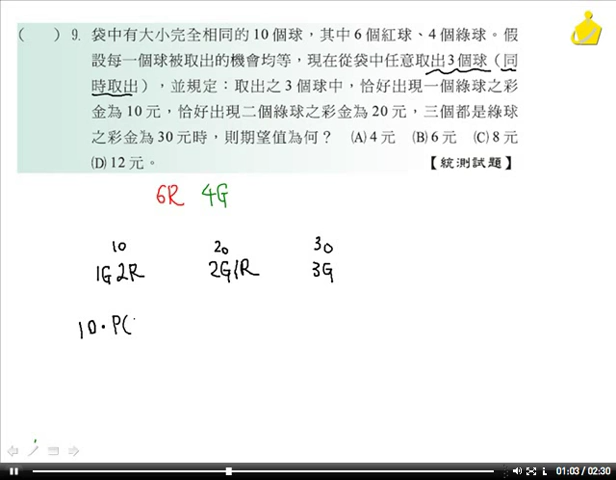 (　　) 9. 袋中有大小完全相同的 10 個球，其中 6 個紅球、4 個綠球。假
設每一個球被取出的機會均等，現在從袋中任意取出 3 個球（同
時取出），並規定：取出之 3 個球中，恰好出現一個綠球之彩
金為 10 元，恰好出現二個綠球之彩金為 20 元，三個都是綠球
之彩金為 30 元時，則期望值為何？ (A) 4 元 (B) 6 元 (C) 8 元
(D) 12 元。 【統測試題】
6R 4G
10 20 30
1G2R 2G1R 3G
10·P(
01:03 / 02:30